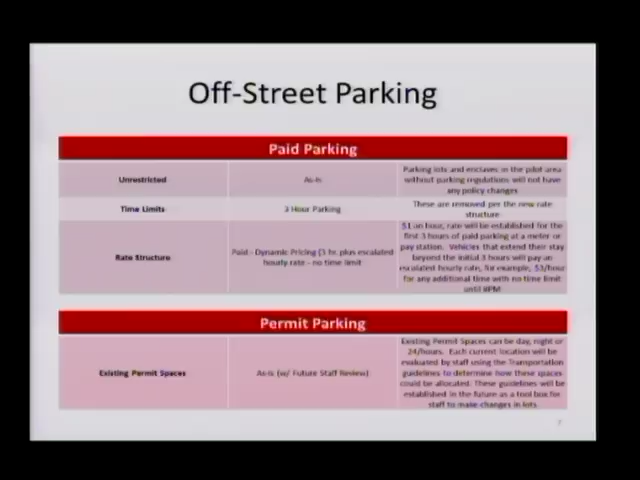 Off-Street Parking
Paid Parking
Unrestricted
As-Is
Parking lots and enclaves in the pilot area
without parking regulations will not have
any policy changes
Time Limits
3 Hour Parking
These are removed per the new rate
structure
Rate Structure
Paid - Dynamic Pricing (3 hr. plus escalated
hourly rate - no time limit
$1 an hour, rate will be established for the
first 3 hours of paid parking at a meter or
pay station. Vehicles that extend their stay
beyond the initial 3 hours will pay an
escalated hourly rate, for example, $3/hour
for any additional time with no time limit
until 8PM
Permit Parking
Existing Permit Spaces
As-Is (w/ Future Staff Review)
Existing Permit Spaces can be day, night or
24/hours. Each current location will be
evaluated by staff using the Transportation
guidelines to determine how these spaces
could be allocated. These guidelines will be
established in the future as a tool box for
staff to make changes in lots